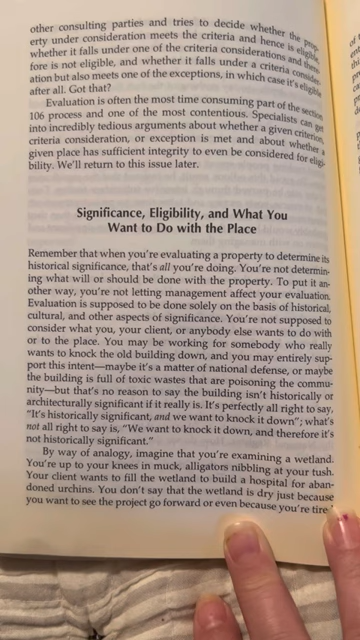 other consulting parties and tries to decide whether the prop-
erty under consideration meets the criteria and hence is eligible,
whether it falls under one of the criteria considerations and there-
fore is not eligible, and whether it falls under a criteria consider-
ation but also meets one of the exceptions, in which case it's eligible
after all. Got that?
Evaluation is often the most time consuming part of the section
106 process and one of the most contentious. Specialists can get
into incredibly tedious arguments about whether a given criterion,
criteria consideration, or exception is met and about whether a
given place has sufficient integrity to even be considered for eligi-
bility. We'll return to this issue later.
Significance, Eligibility, and What You
Want to Do with the Place
Remember that when you're evaluating a property to determine its
historical significance, that's all you're doing. You're not determin-
ing what will or should be done with the property. To put it an-
other way, you're not letting management affect your evaluation.
Evaluation is supposed to be done solely on the basis of historical,
cultural, and other aspects of significance. You're not supposed to
consider what you, your client, or anybody else wants to do with
or to the place. You may be working for somebody who really
wants to knock the old building down, and you may entirely sup-
port this intent—maybe it's a matter of national defense, or maybe
the building is full of toxic wastes that are poisoning the commu-
nity—but that's no reason to say the building isn't historically or
architecturally significant if it really is. It's perfectly all right to say,
"It's historically significant, and we want to knock it down"; what's
not all right to say is, "We want to knock it down, and therefore it's
not historically significant."
By way of analogy, imagine that you're examining a wetland.
You're up to your knees in muck, alligators nibbling at your tush.
Your client wants to fill the wetland to build a hospital for aban-
doned urchins. You don't say that the wetland is dry just because
you want to see the project go forward or even because you're tire